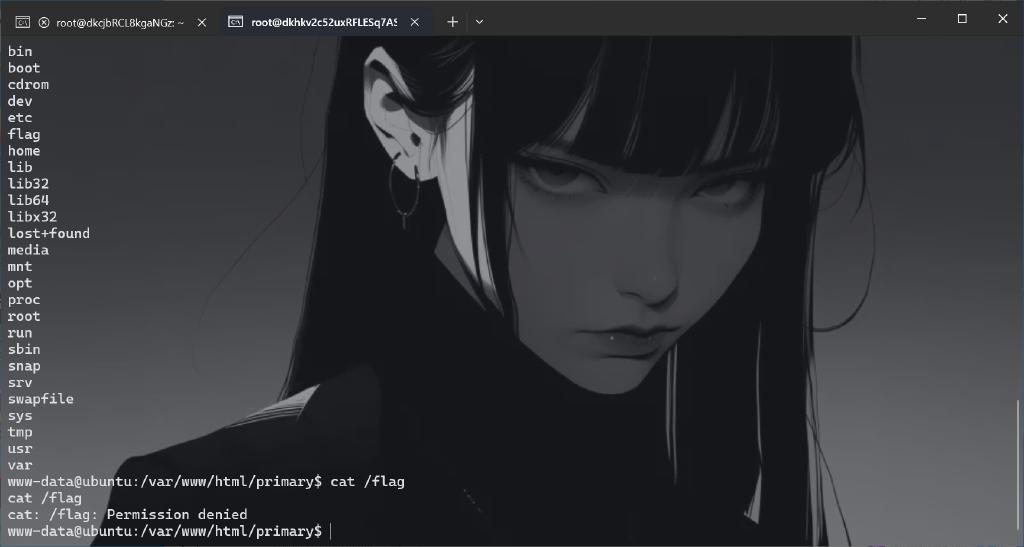 root@dkcjbRCL8kgaNGz: ~
root@dkhkv2c52uxRFLESq7AS
bin
boot
cdrom
dev
etc
flag
home
lib
lib32
lib64
libx32
lost+found
media
mnt
opt
proc
root
run
sbin
snap
srv
swapfile
sys
tmp
usr
var
www-data@ubuntu:/var/www/html/primary$ cat /flag
cat /flag
cat: /flag: Permission denied
www-data@ubuntu:/var/www/html/primary$